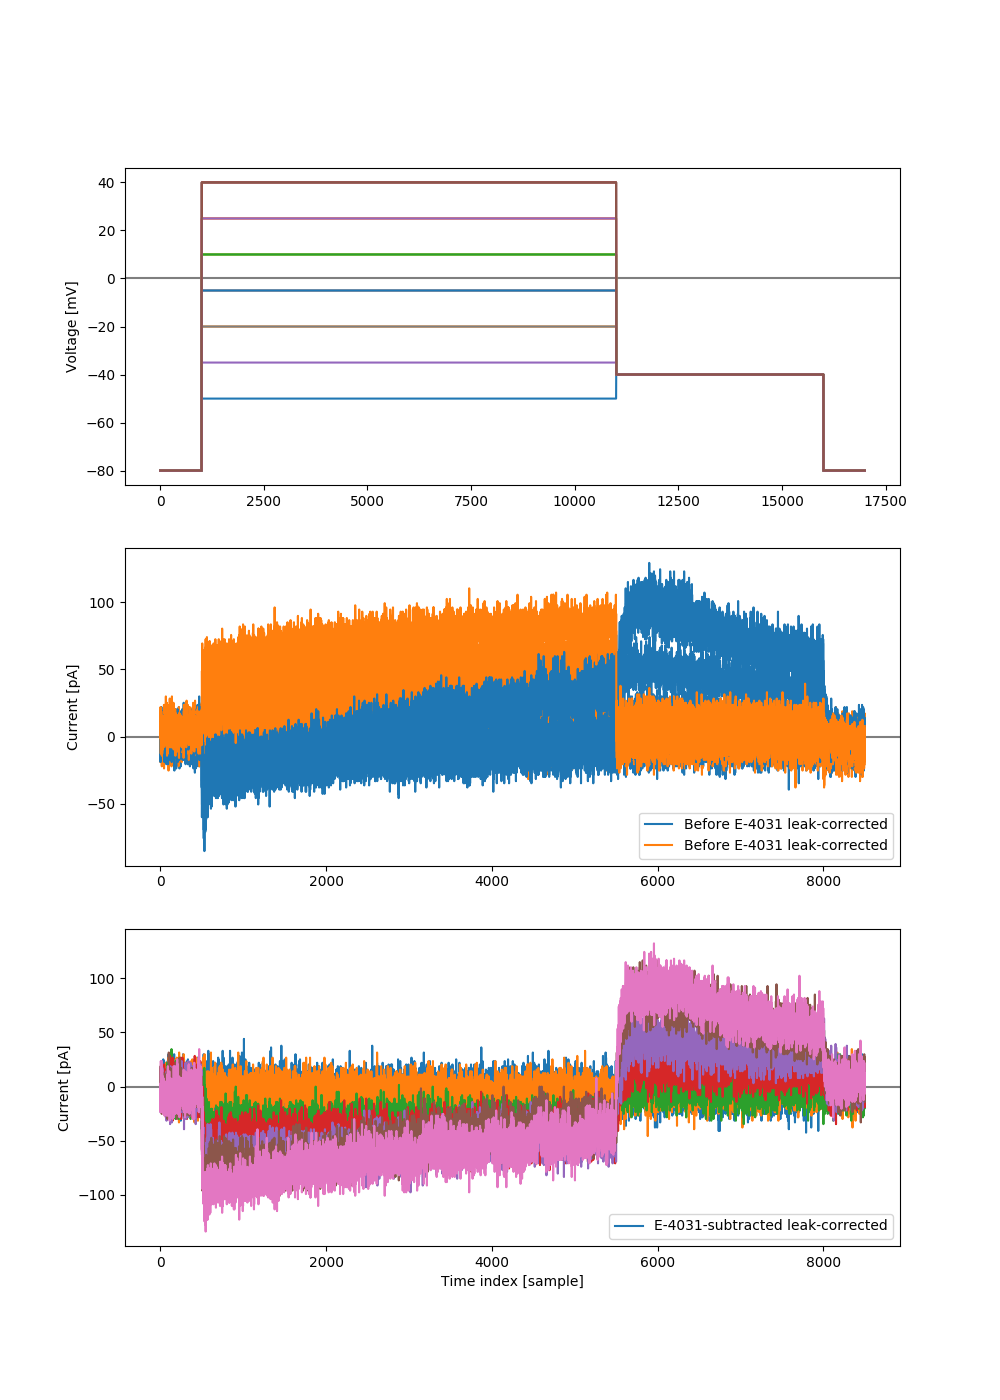 40
20
0
−20
−40
−60
−80
Voltage [mV]
0 2500 5000 7500 10000 12500 15000 17500
100
50
0
−50
Current [pA]
Before E-4031 leak-corrected
Before E-4031 leak-corrected
0 2000 4000 6000 8000
100
50
0
−50
−100
Current [pA]
E-4031-subtracted leak-corrected
0 2000 4000 6000 8000
Time index [sample]